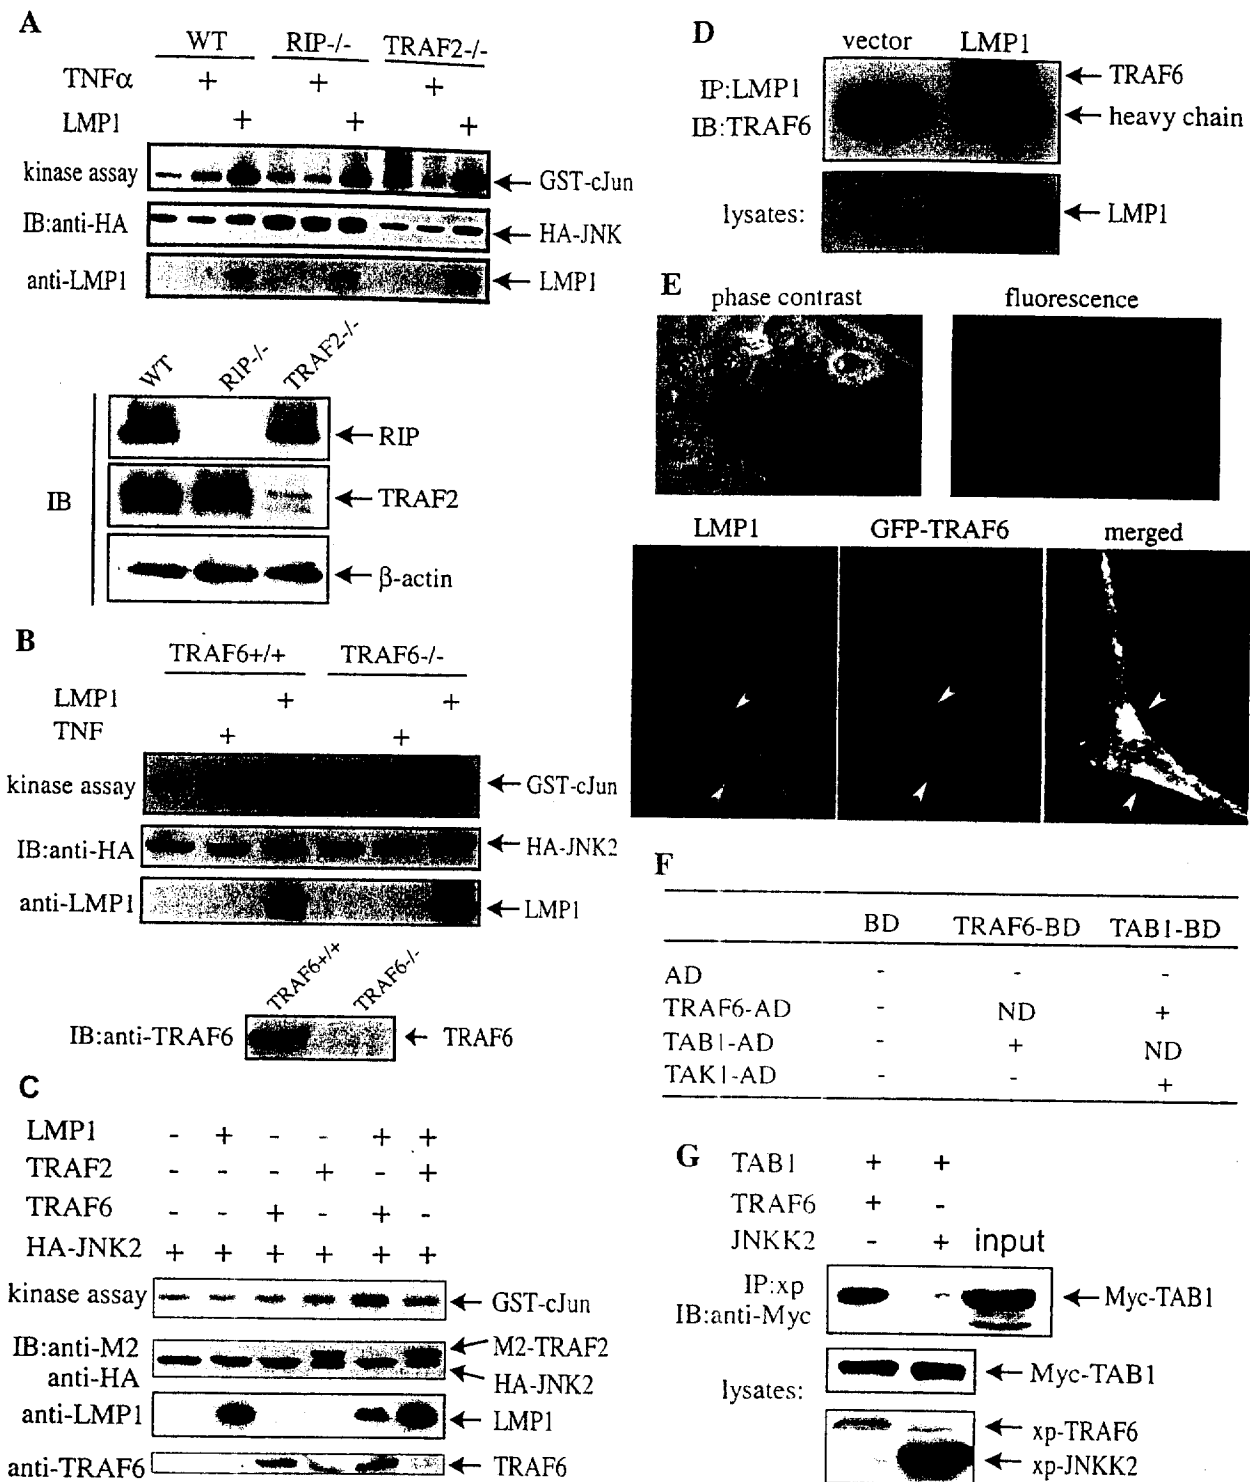 A
WT RIP-/- TRAF2-/-
TNFα + + +
LMP1 + + +
kinase assay GST-cJun
IB:anti-HA HA-JNK
anti-LMP1 LMP1
WT RIP-/- TRAF2-/-
IB
RIP
TRAF2
β-actin
B
TRAF6+/+ TRAF6-/-
LMP1 + +
TNF + +
kinase assay GST-cJun
IB:anti-HA HA-JNK2
anti-LMP1 LMP1
TRAF6+/+ TRAF6-/-
IB:anti-TRAF6 TRAF6
C
LMP1 - + - - + +
TRAF2 - - - + - +
TRAF6 - - + - + -
HA-JNK2 + + + + + +
kinase assay GST-cJun
IB:anti-M2 M2-TRAF2
anti-HA HA-JNK2
anti-LMP1 LMP1
anti-TRAF6 TRAF6
D
vector LMP1
IP:LMP1 TRAF6
IB:TRAF6 heavy chain
lysates: LMP1
E
phase contrast fluorescence
LMP1 GFP-TRAF6 merged
F
BD TRAF6-BD TAB1-BD
AD - - -
TRAF6-AD - ND +
TAB1-AD - + ND
TAK1-AD - - +
G
TAB1 + +
TRAF6 + -
JNKK2 - + input
IP:xp
IB:anti-Myc Myc-TAB1
lysates: Myc-TAB1
xp-TRAF6
xp-JNKK2